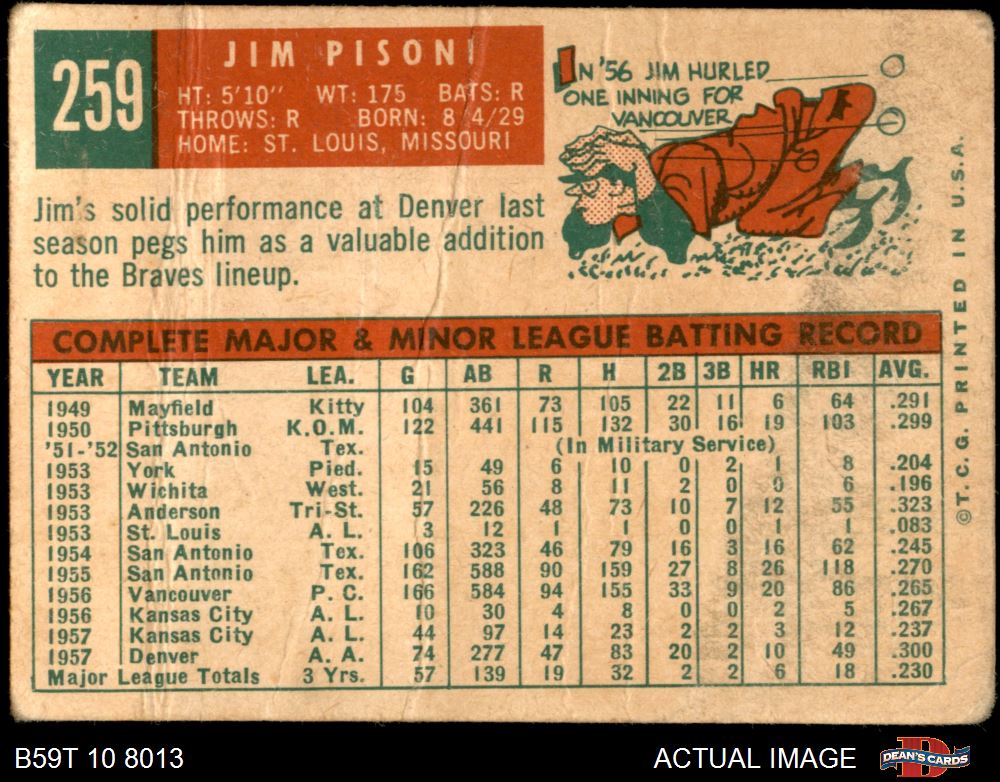 259
JIM PISONI
HT: 5'10" WT: 175 BATS: R
THROWS: R BORN: 8/4/29
HOME: ST. LOUIS, MISSOURI
IN '56 JIM HURLED
ONE INNING FOR
VANCOUVER
Jim's solid performance at Denver last
season pegs him as a valuable addition
to the Braves lineup.
COMPLETE MAJOR & MINOR LEAGUE BATTING RECORD
YEAR TEAM LEA. G AB R H 2B 3B HR RBI AVG.
1949 Mayfield Kitty 104 361 73 105 22 11 6 64 .291
1950 Pittsburgh K.O.M. 122 441 115 132 30 16 19 103 .299
'51-'52 San Antonio Tex. (In Military Service)
1953 York Pied. 15 49 6 10 0 2 1 8 .204
1953 Wichita West. 21 56 8 11 2 0 0 6 .196
1953 Anderson Tri-St. 57 226 48 73 10 7 12 55 .323
1953 St. Louis A. L. 3 12 1 1 0 0 1 1 .083
1954 San Antonio Tex. 106 323 46 79 16 3 16 62 .245
1955 San Antonio Tex. 162 588 90 159 27 8 26 118 .270
1956 Vancouver P. C. 166 584 94 155 33 9 20 86 .265
1956 Kansas City A. L. 10 30 4 8 0 0 2 5 .267
1957 Kansas City A. L. 44 97 14 23 2 2 3 12 .237
1957 Denver A. A. 74 277 47 83 20 2 10 49 .300
Major League Totals 3 Yrs. 57 139 19 32 2 2 6 18 .230
©T.C.G. PRINTED IN U.S.A.
B59T 10 8013
ACTUAL IMAGE
DEAN'S CARDS